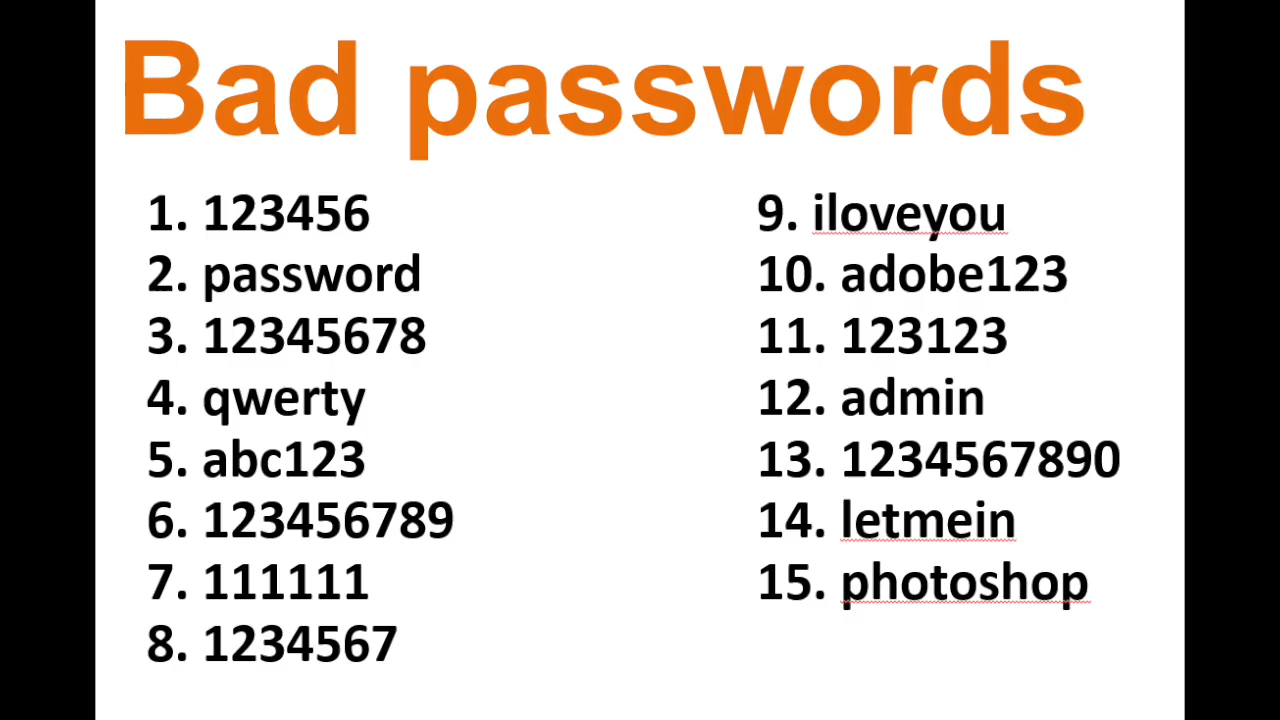 Bad passwords
1. 123456
2. password
3. 12345678
4. qwerty
5. abc123
6. 123456789
7. 111111
8. 1234567
9. iloveyou
10. adobe123
11. 123123
12. admin
13. 1234567890
14. letmein
15. photoshop